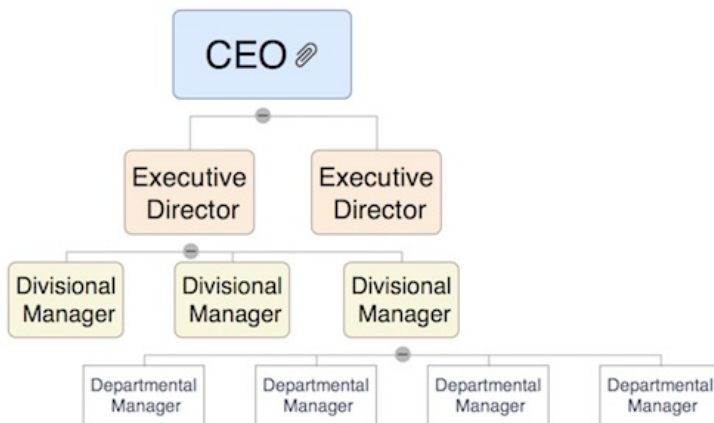 CEO
Executive
Director
Executive
Director
Divisional
Manager
Divisional
Manager
Divisional
Manager
Departmental
Manager
Departmental
Manager
Departmental
Manager
Departmental
Manager